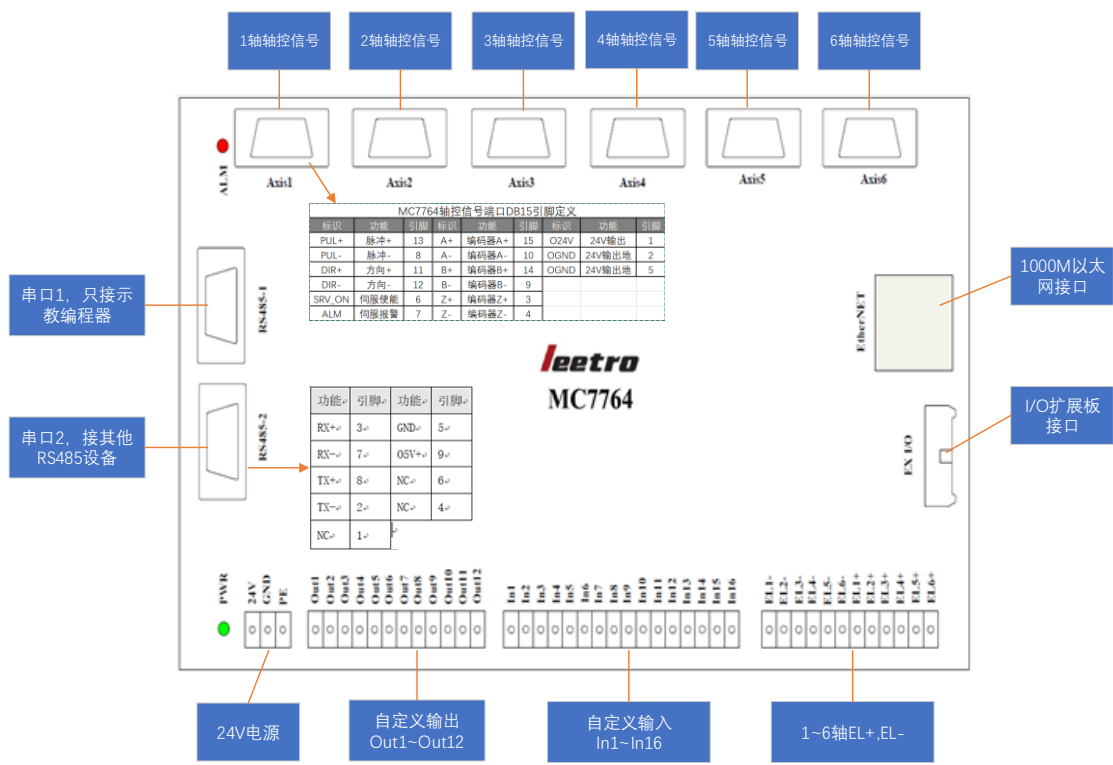 1轴轴控信号
2轴轴控信号
3轴轴控信号
4轴轴控信号
5轴轴控信号
6轴轴控信号
ALM
Axis1
Axis2
Axis3
Axis4
Axis5
Axis6
MC7764轴控信号端口DB15引脚定义
标识 功能 引脚 标识 功能 引脚 标识 功能 引脚
PUL+ 脉冲+ 13 A+ 编码器A+ 15 O24V 24V输出 1
PUL- 脉冲- 8 A- 编码器A- 10 OGND 24V输出地 2
DIR+ 方向+ 11 B+ 编码器B+ 14 OGND 24V输出地 5
DIR- 方向- 12 B- 编码器B- 9
SRV_ON 伺服使能 6 Z+ 编码器Z+ 3
ALM 伺服报警 7 Z- 编码器Z- 4
串口1，只接示
教编程器
RS485-1
1000M以太
网接口
EtherNET
leetro
MC7764
串口2，接其他
RS485设备
RS485-2
功能 引脚 功能 引脚
RX+ 3 GND 5
RX- 7 O5V+ 9
TX+ 8 NC 6
TX- 2 NC 4
NC 1
I/O扩展板
接口
EX I/O
PWR
24V
GND
PE
Out1
Out2
Out3
Out4
Out5
Out6
Out7
Out8
Out9
Out10
Out11
Out12
In1
In2
In3
In4
In5
In6
In7
In8
In9
In10
In11
In12
In13
In14
In15
In16
EL1-
EL2-
EL3-
EL4-
EL5-
EL6-
EL1+
EL2+
EL3+
EL4+
EL5+
EL6+
24V电源
自定义输出
Out1~Out12
自定义输入
In1~In16
1~6轴EL+,EL-